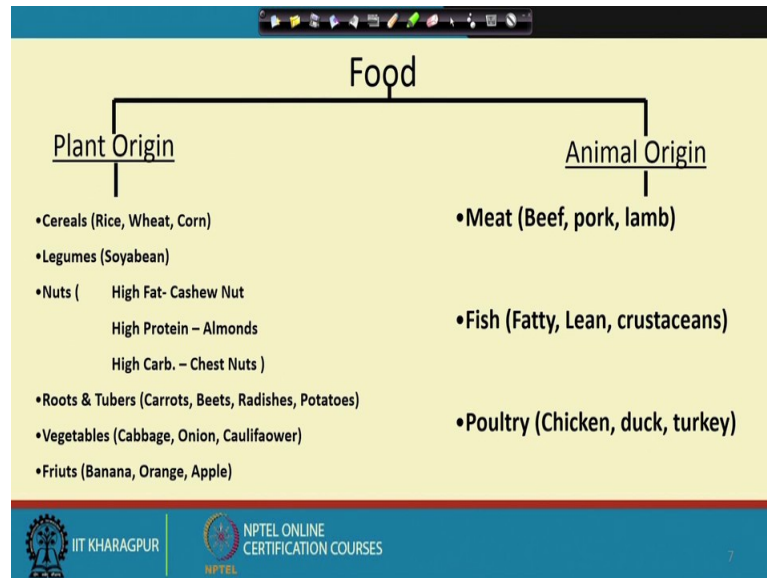 Food
Plant Origin
•Cereals (Rice, Wheat, Corn)
•Legumes (Soyabean)
•Nuts ( High Fat- Cashew Nut
High Protein – Almonds
High Carb. – Chest Nuts )
•Roots & Tubers (Carrots, Beets, Radishes, Potatoes)
•Vegetables (Cabbage, Onion, Caulifaower)
•Friuts (Banana, Orange, Apple)
Animal Origin
•Meat (Beef, pork, lamb)
•Fish (Fatty, Lean, crustaceans)
•Poultry (Chicken, duck, turkey)
IIT KHARAGPUR
NPTEL
NPTEL ONLINE
CERTIFICATION COURSES
7